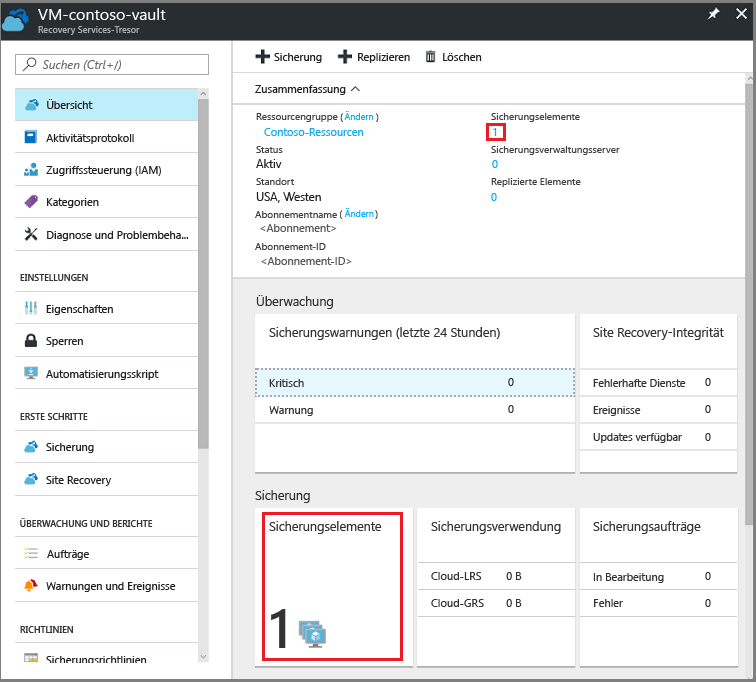 VM-contoso-vault
Recovery Services-Tresor
Suchen (Ctrl+/)
Übersicht
Aktivitätsprotokoll
Zugriffssteuerung (IAM)
Kategorien
Diagnose und Problembeha...
EINSTELLUNGEN
Eigenschaften
Sperren
Automatisierungsskript
ERSTE SCHRITTE
Sicherung
Site Recovery
ÜBERWACHUNG UND BERICHTE
Aufträge
Warnungen und Ereignisse
RICHTLINIEN
Sicherungsrichtlinien
Sicherung Replizieren Löschen
Zusammenfassung
Ressourcengruppe (Ändern)
Contoso-Ressourcen
Status
Aktiv
Standort
USA, Westen
Abonnementname (Ändern)
<Abonnement>
Abonnement-ID
<Abonnement-ID>
Sicherungselemente
1
Sicherungsverwaltungsserver
0
Replizierte Elemente
0
Überwachung
Sicherungswarnungen (letzte 24 Stunden)
Kritisch 0
Warnung 0
Site Recovery-Integrität
Fehlerhafte Dienste 0
Ereignisse 0
Updates verfügbar 0
Sicherung
Sicherungselemente
1
Sicherungsverwendung
Cloud-LRS 0 B
Cloud-GRS 0 B
Sicherungsaufträge
In Bearbeitung 0
Fehler 0